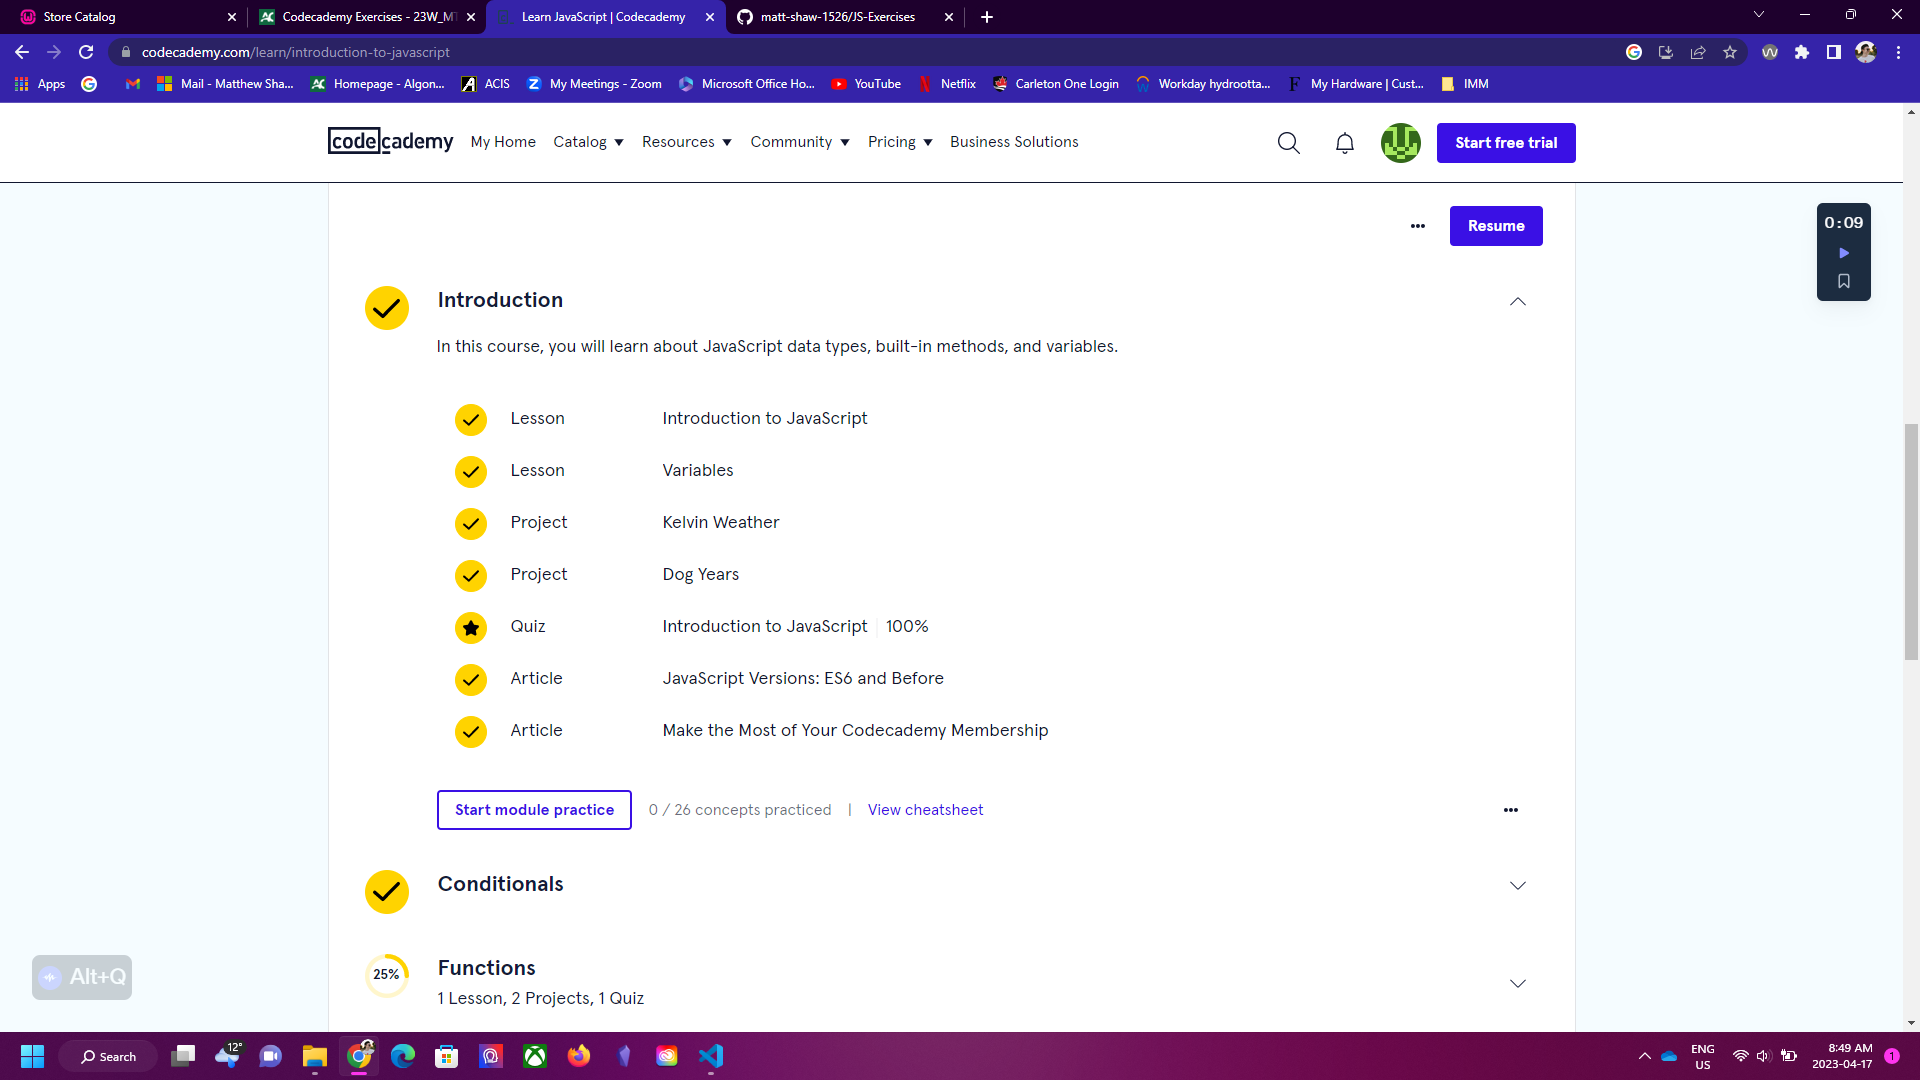 Store Catalog
Codecademy Exercises - 23W_MT
Learn JavaScript | Codecademy
matt-shaw-1526/JS-Exercises
codecademy.com/learn/introduction-to-javascript
Apps
Mail - Matthew Sha...
Homepage - Algon...
ACIS
My Meetings - Zoom
Microsoft Office Ho...
YouTube
Netflix
Carleton One Login
Workday hydrootta...
My Hardware | Cust...
IMM
codecademy
My Home
Catalog
Resources
Community
Pricing
Business Solutions
Start free trial
Resume
0:09
Introduction
In this course, you will learn about JavaScript data types, built-in methods, and variables.
Lesson Introduction to JavaScript
Lesson Variables
Project Kelvin Weather
Project Dog Years
Quiz Introduction to JavaScript 100%
Article JavaScript Versions: ES6 and Before
Article Make the Most of Your Codecademy Membership
Start module practice 0 / 26 concepts practiced | View cheatsheet
Conditionals
25%
Functions
1 Lesson, 2 Projects, 1 Quiz
Alt+Q
Search
12°
ENG
US
8:49 AM
2023-04-17
1